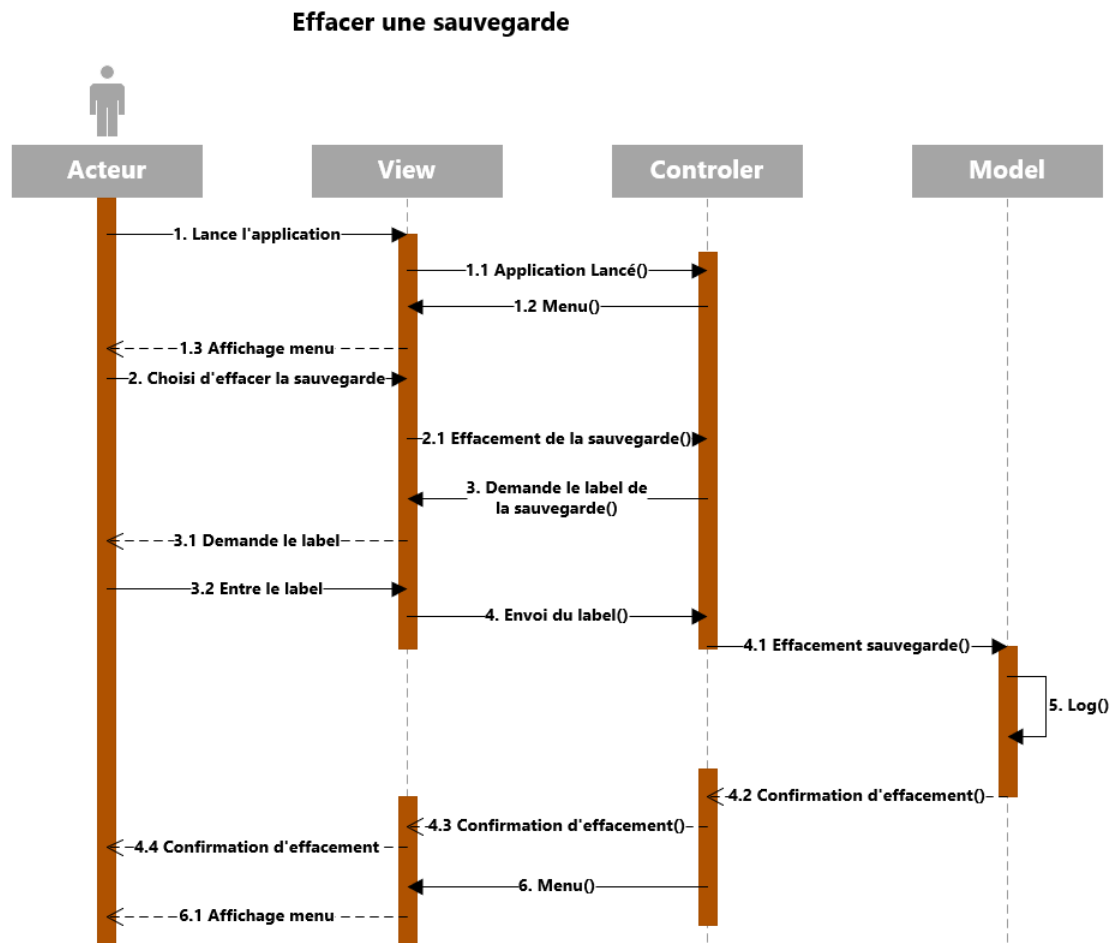 Effacer une sauvegarde
Acteur
View
Controler
Model
1. Lance l'application
1.1 Application Lancé()
1.2 Menu()
1.3 Affichage menu
2. Choisi d'effacer la sauvegarde
2.1 Effacement de la sauvegarde()
3. Demande le label de
la sauvegarde()
3.1 Demande le label
3.2 Entre le label
4. Envoi du label()
4.1 Effacement sauvegarde()
5. Log()
4.2 Confirmation d'effacement()
4.3 Confirmation d'effacement()
4.4 Confirmation d'effacement
6. Menu()
6.1 Affichage menu